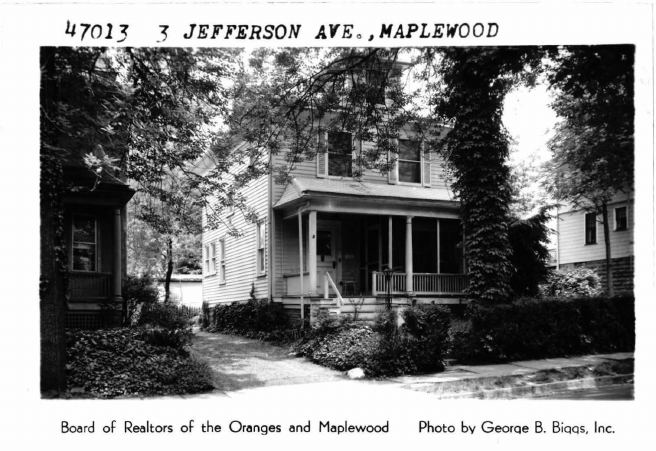 47013 3 JEFFERSON AVE., MAPLEWOOD
Board of Realtors of the Oranges and Maplewood Photo by George B. Biggs, Inc.